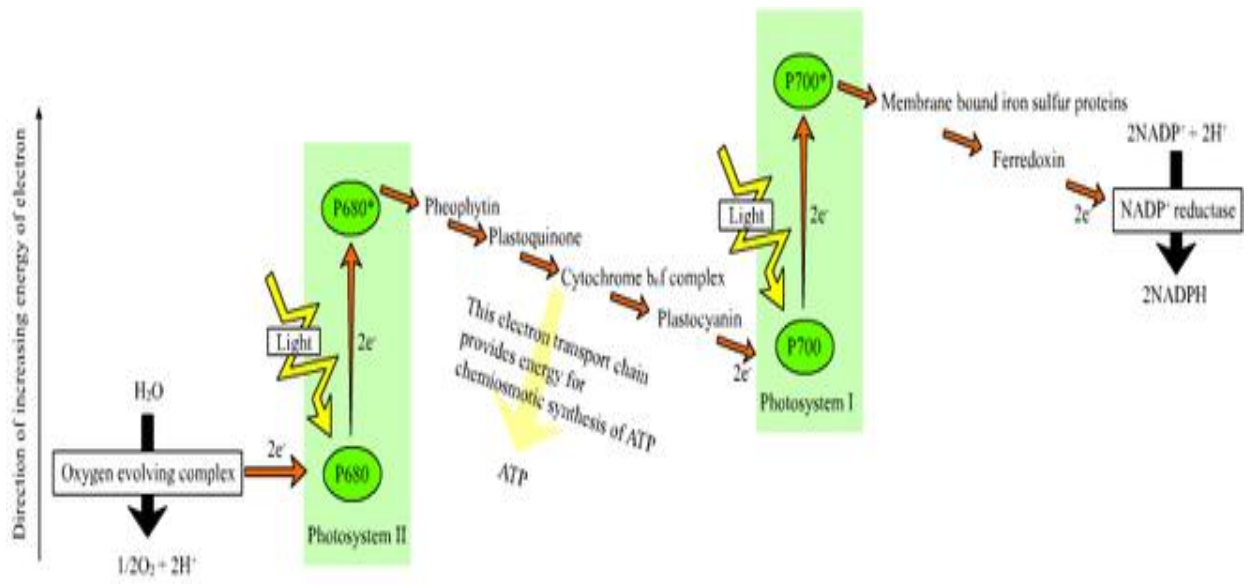 Direction of increasing energy of electron
H₂O
Oxygen evolving complex
1/2O₂ + 2H⁺
2e⁻
Light
P680*
2e⁻
P680
Photosystem II
Pheophytin
Plastoquinone
Cytochrome b₆f complex
Plastocyanin
2e⁻
This electron transport chain
provides energy for
chemiosmotic synthesis of ATP
ATP
Light
P700*
2e⁻
P700
Photosystem I
Membrane bound iron sulfur proteins
Ferredoxin
2e⁻
2NADP⁺ + 2H⁺
NADP⁺ reductase
2NADPH